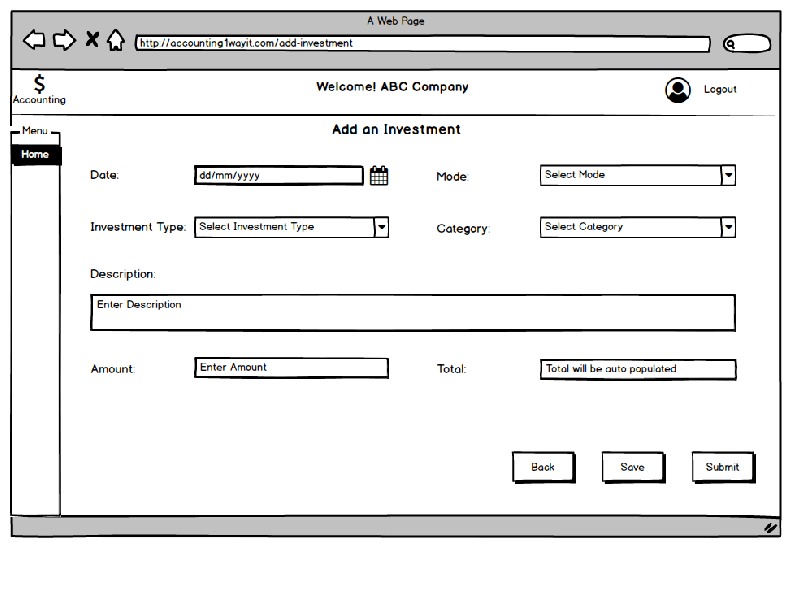 A Web Page
http://accounting1wayit.com/add-investment
$
Accounting
Welcome! ABC Company
Logout
Menu
Add an Investment
Home
Date:
dd/mm/yyyy
Mode:
Select Mode
Investment Type:
Select Investment Type
Category:
Select Category
Description:
Enter Description
Amount:
Enter Amount
Total:
Total will be auto populated
Back
Save
Submit